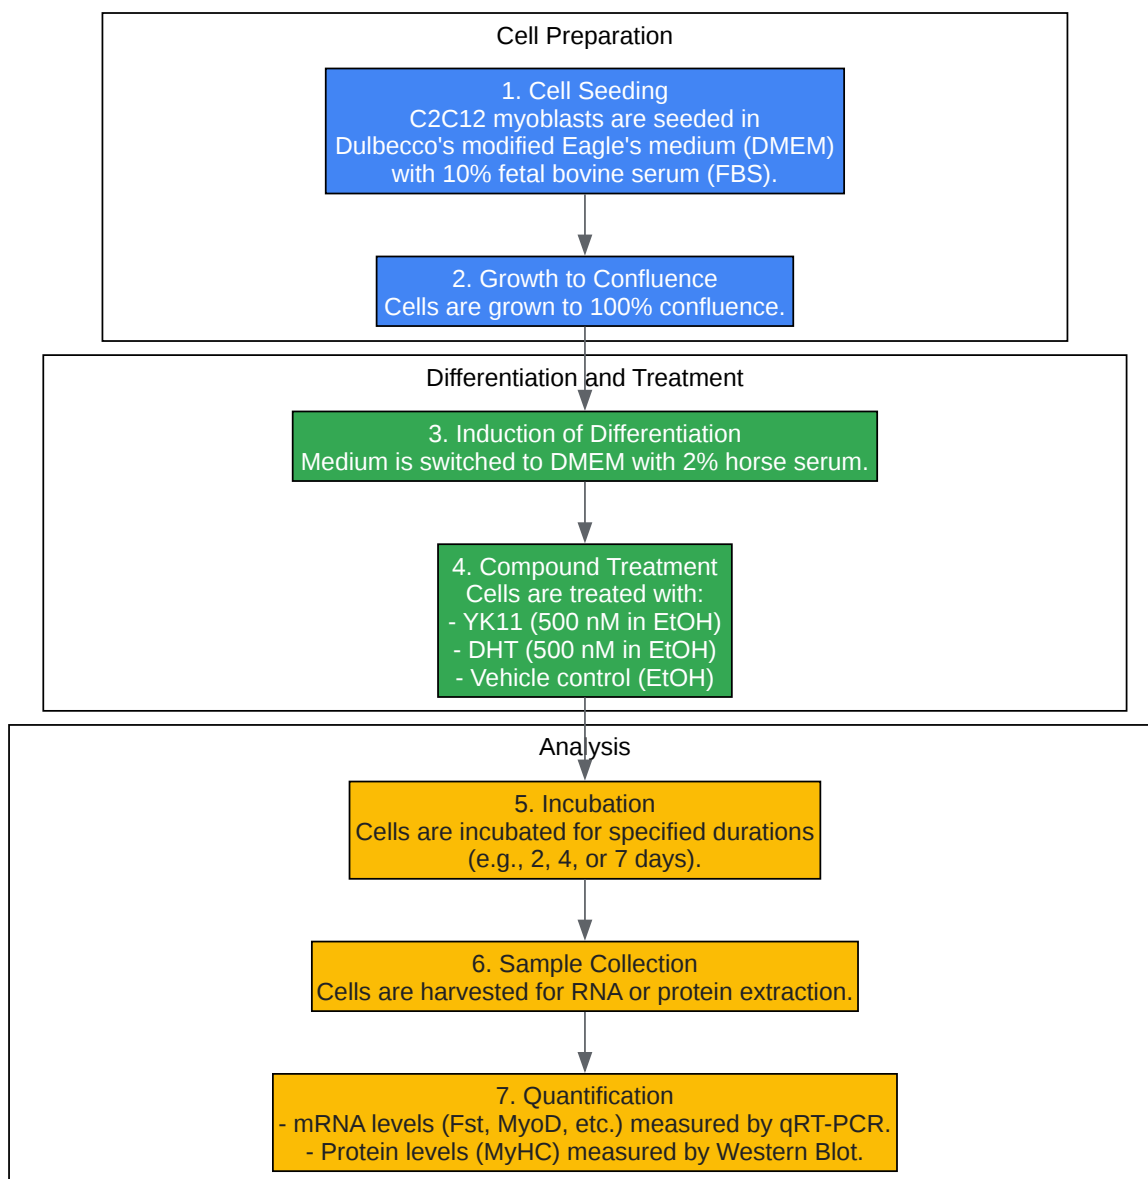 Cell Preparation
1. Cell Seeding
C2C12 myoblasts are seeded in
Dulbecco's modified Eagle's medium (DMEM)
with 10% fetal bovine serum (FBS).
2. Growth to Confluence
Cells are grown to 100% confluence.
Differentiation and Treatment
3. Induction of Differentiation
Medium is switched to DMEM with 2% horse serum.
4. Compound Treatment
Cells are treated with:
- YK11 (500 nM in EtOH)
- DHT (500 nM in EtOH)
- Vehicle control (EtOH)
Analysis
5. Incubation
Cells are incubated for specified durations
(e.g., 2, 4, or 7 days).
6. Sample Collection
Cells are harvested for RNA or protein extraction.
7. Quantification
- mRNA levels (Fst, MyoD, etc.) measured by qRT-PCR.
- Protein levels (MyHC) measured by Western Blot.